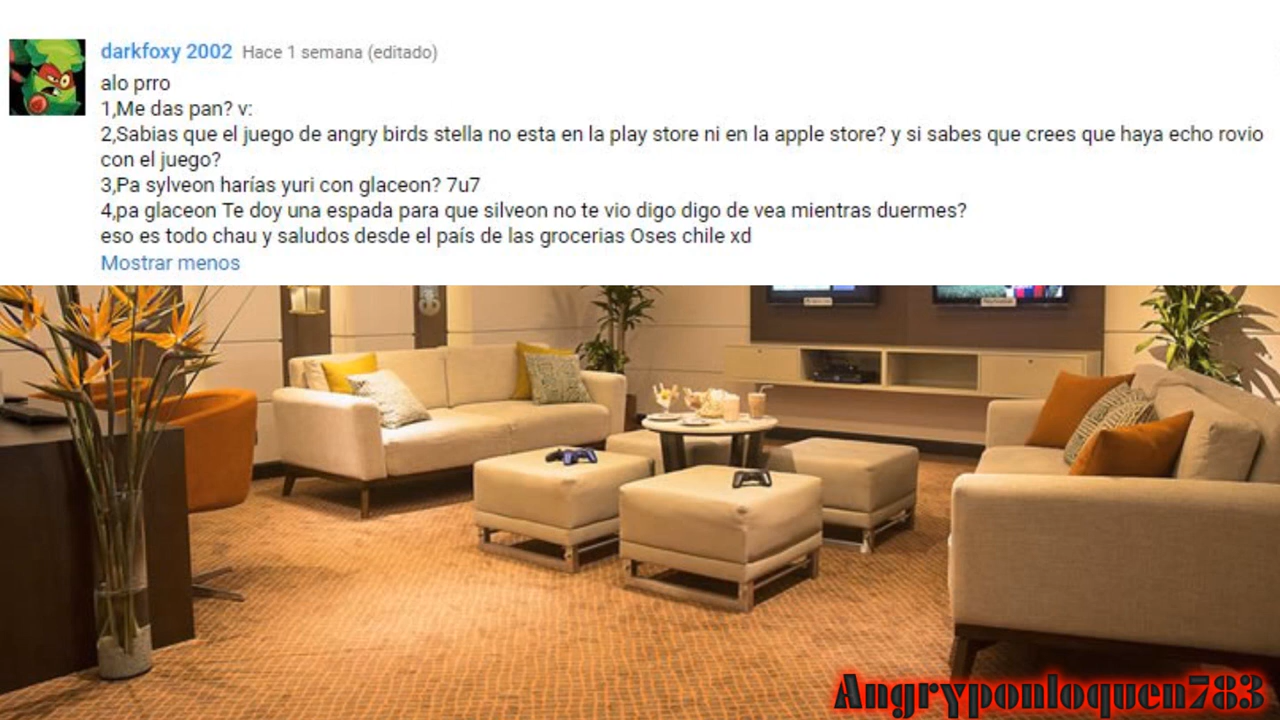 darkfoxy 2002 Hace 1 semana (editado)
alo prro
1,Me das pan? v:
2,Sabias que el juego de angry birds stella no esta en la play store ni en la apple store? y si sabes que crees que haya echo rovio
con el juego?
3,Pa sylveon harías yuri con glaceon? 7u7
4,pa glaceon Te doy una espada para que silveon no te vio digo digo de vea mientras duermes?
eso es todo chau y saludos desde el país de las grocerias Oses chile xd
Mostrar menos
Angryponloquen783